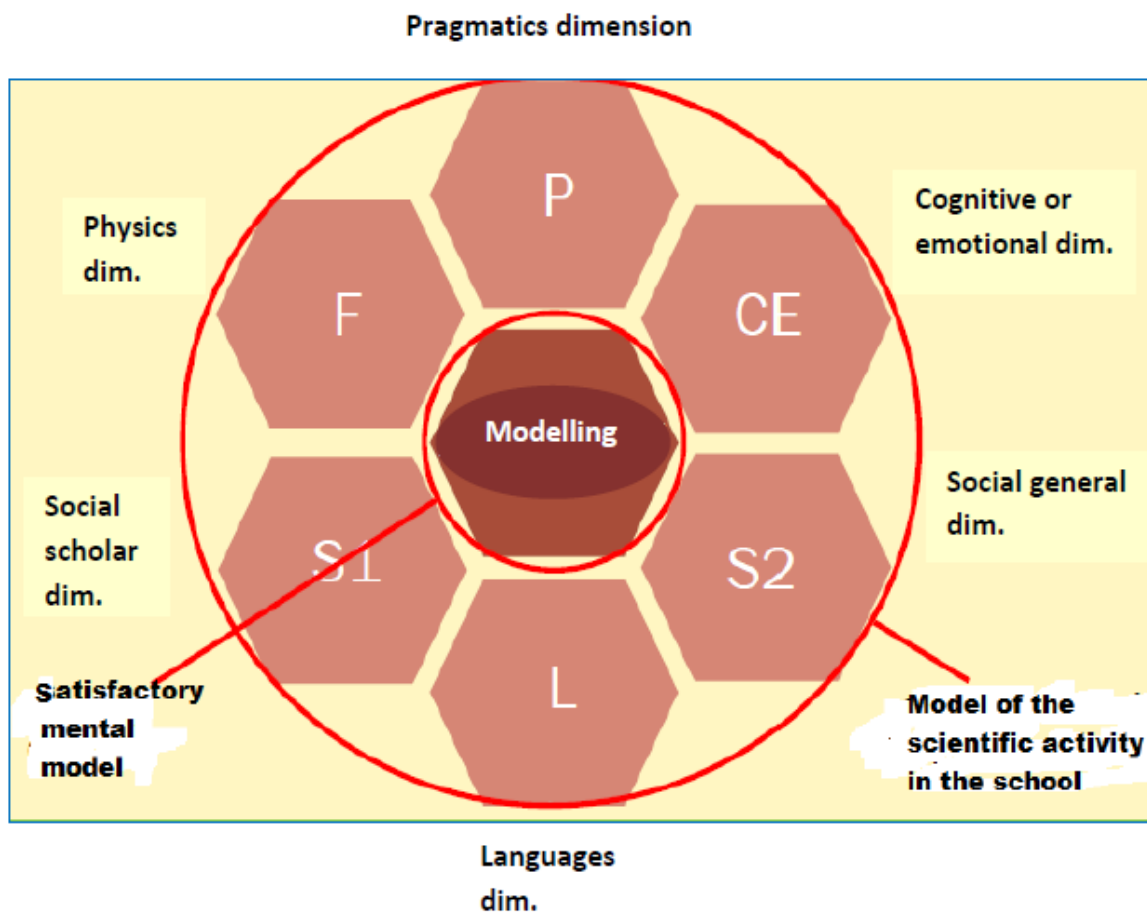 Pragmatics dimension
P
Physics
dim.
Cognitive or
emotional dim.
F
CE
Modelling
Social
scholar
dim.
Social general
dim.
S1
S2
L
Satisfactory
mental
model
Model of the
scientific activity
in the school
Languages
dim.